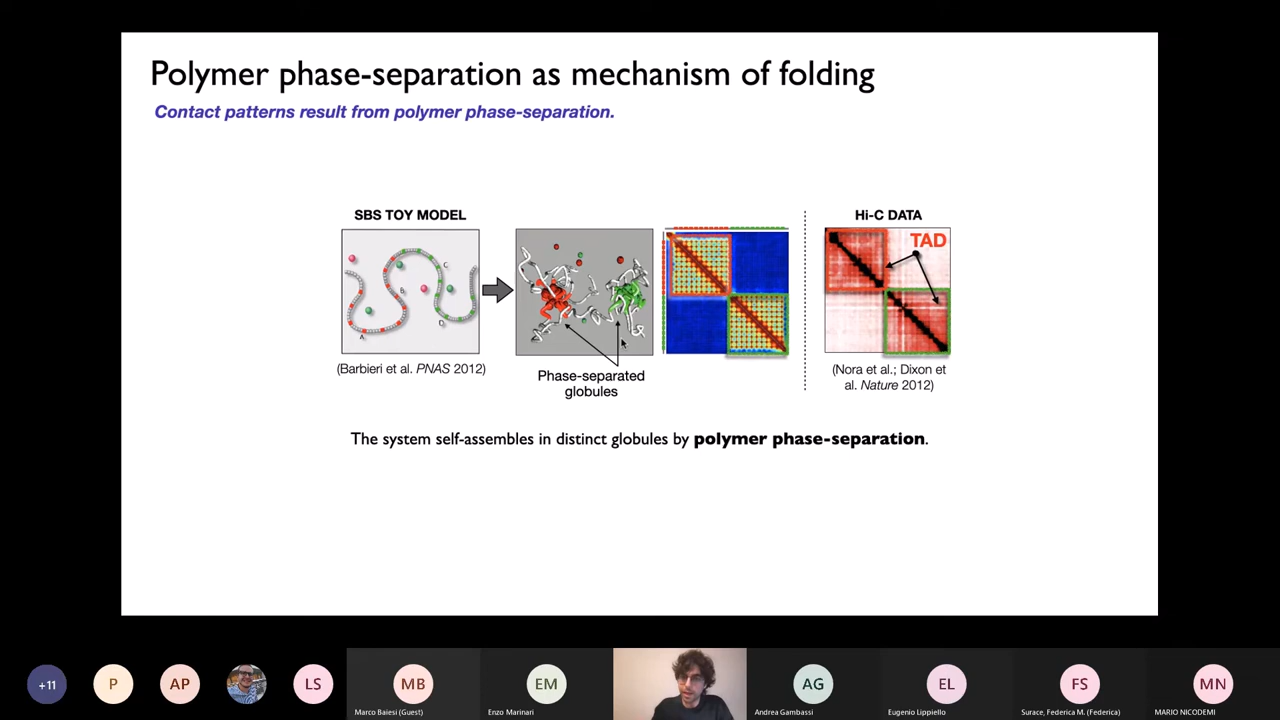 Polymer phase-separation as mechanism of folding
Contact patterns result from polymer phase-separation.
SBS TOY MODEL
Hi-C DATA
TAD
C
B
A
D
(Barbieri et al. PNAS 2012)
Phase-separated
globules
(Nora et al.; Dixon et
al. Nature 2012)
The system self-assembles in distinct globules by polymer phase-separation.
+11
P
AP
LS
MB
EM
AG
EL
FS
MN
Marco Baiesi (Guest)
Enzo Marinari
Andrea Gambassi
Eugenio Lippiello
Surace, Federica M. (Federica)
MARIO NICODEMI